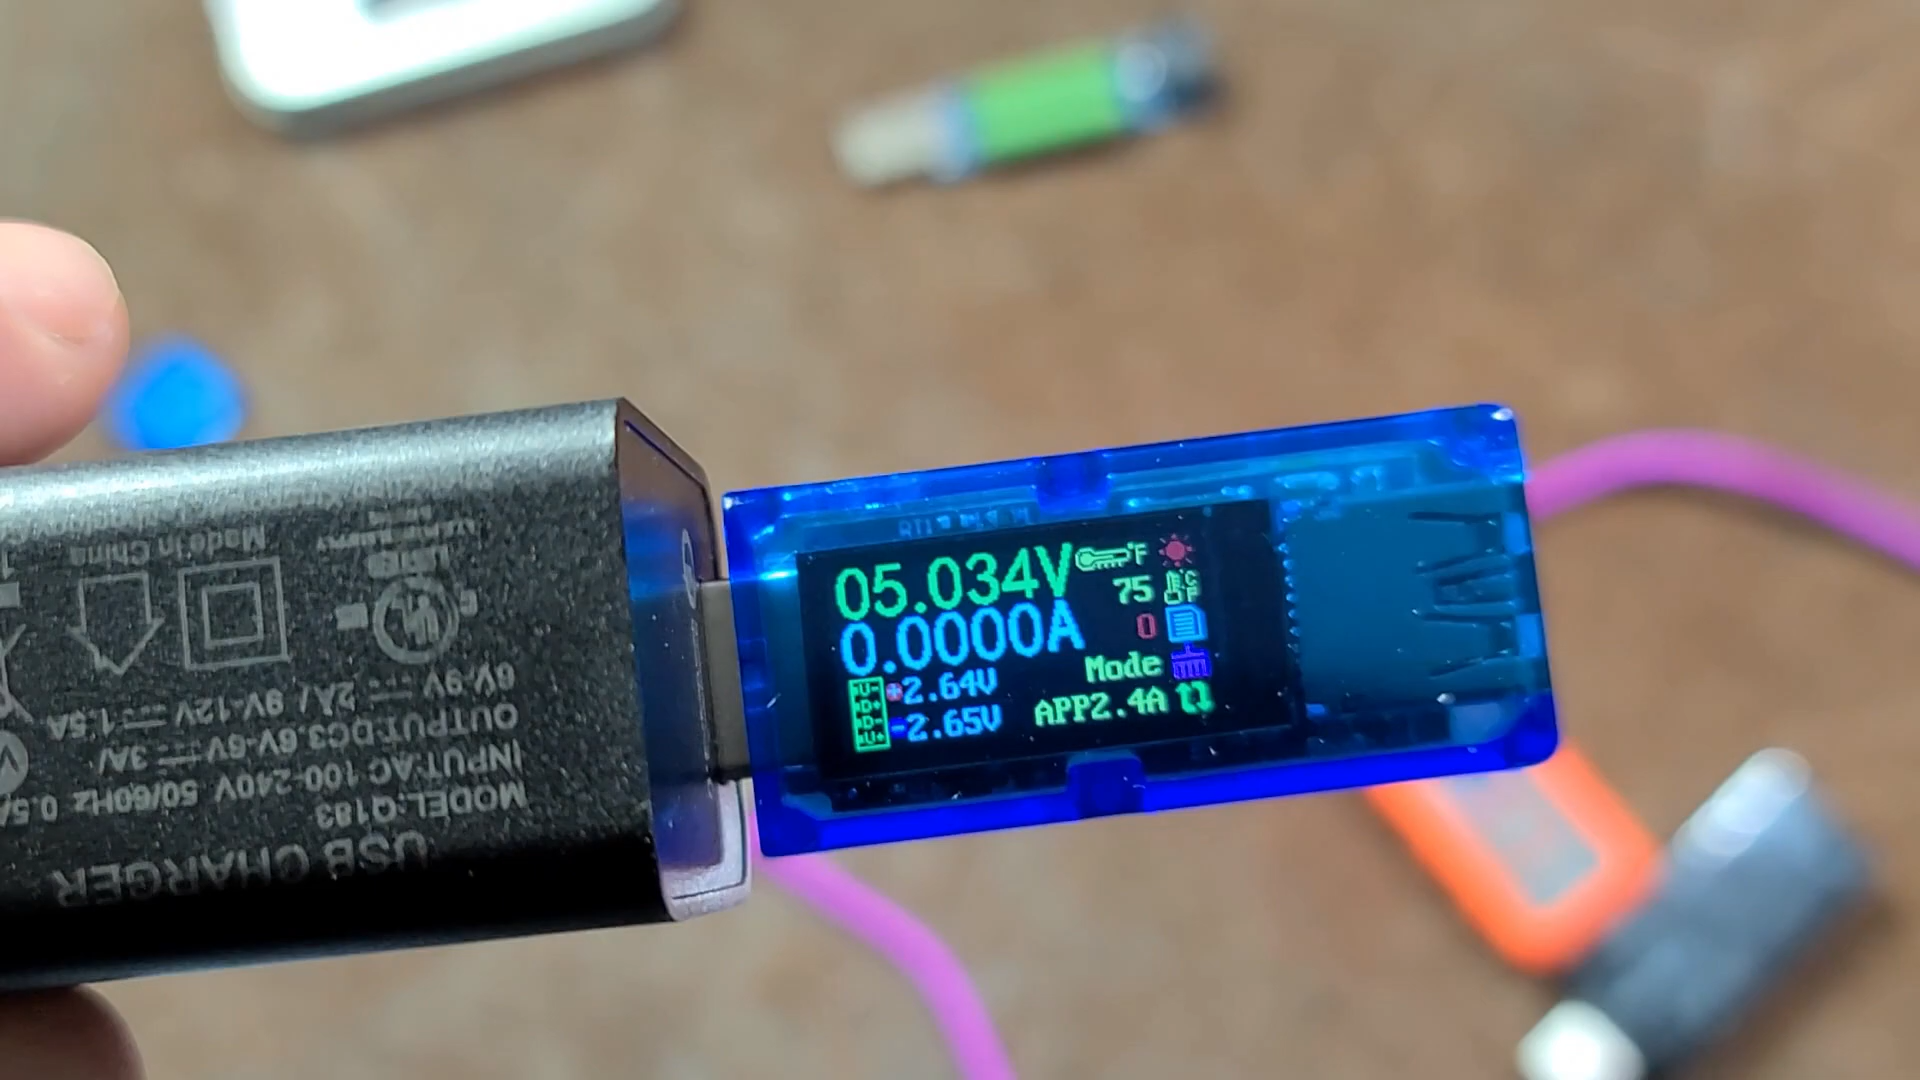 05.034V °F
75 °C °F
0.0000A 0
+2.64V Mode
-2.65V APP2.4A
U-
D+
D-
U+
USB CHARGER
MODEL:Q183
INPUT:AC 100-240V 50/60Hz
OUTPUT:DC3.6V-6V⎓3A/
6V-9V⎓2A/ 9V-12V⎓1.5A
LISTED
Made in China